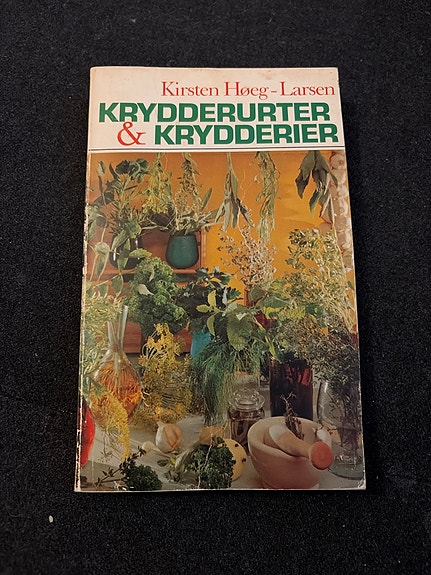 Kirsten Høeg-Larsen
KRYDDERURTER
& KRYDDERIER